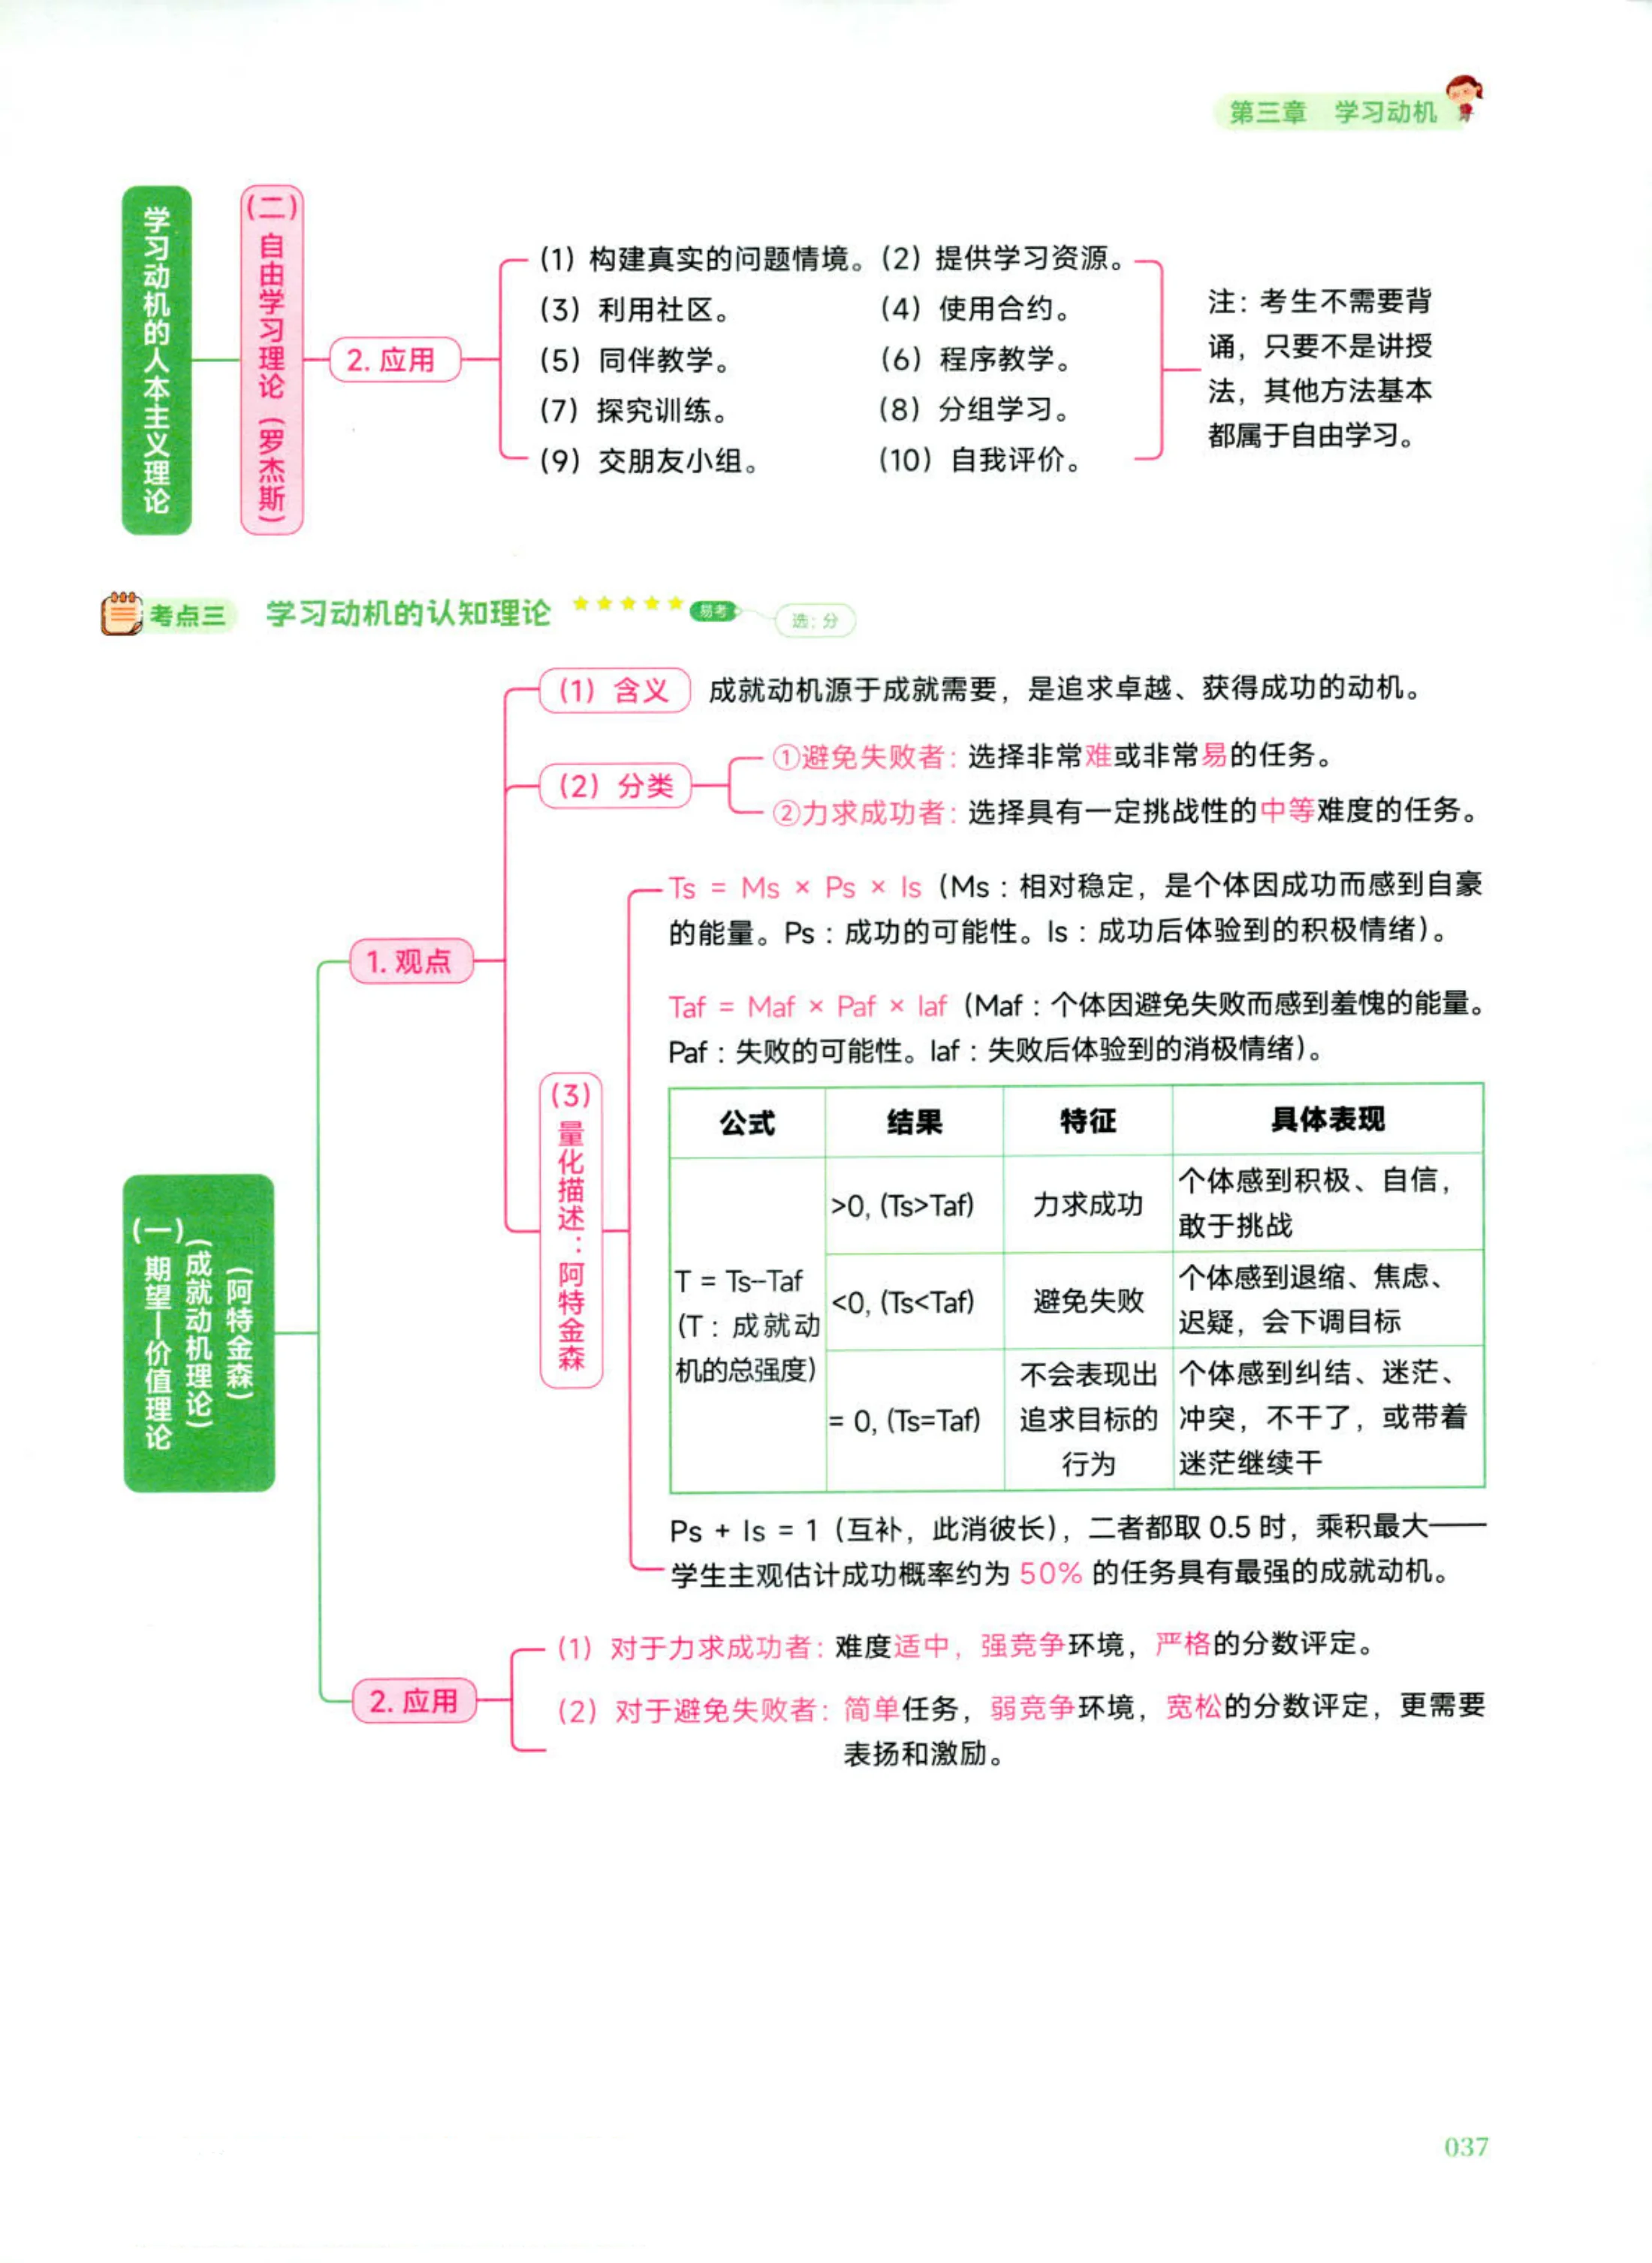 第三章 学习动机
学习动机的人本主义理论
(二)自由学习理论(罗杰斯)
2. 应用
(1) 构建真实的问题情境。(2) 提供学习资源。
(3) 利用社区。 (4) 使用合约。
(5) 同伴教学。 (6) 程序教学。
(7) 探究训练。 (8) 分组学习。
(9) 交朋友小组。 (10) 自我评价。
注：考生不需要背
诵，只要不是讲授
法，其他方法基本
都属于自由学习。
考点三 学习动机的认知理论 易考 选：分
(一)期望—价值理论
(成就动机理论)
(阿特金森)
1. 观点
(1) 含义 成就动机源于成就需要，是追求卓越、获得成功的动机。
(2) 分类
①避免失败者：选择非常难或非常易的任务。
②力求成功者：选择具有一定挑战性的中等难度的任务。
(3)量化描述：阿特金森
Ts = Ms × Ps × Is (Ms：相对稳定，是个体因成功而感到自豪
的能量。Ps：成功的可能性。Is：成功后体验到的积极情绪)。
Taf = Maf × Paf × Iaf (Maf：个体因避免失败而感到羞愧的能量。
Paf：失败的可能性。Iaf：失败后体验到的消极情绪)。
公式 结果 特征 具体表现
T = Ts–Taf
(T：成就动
机的总强度)
>0, (Ts>Taf) 力求成功
个体感到积极、自信，
敢于挑战
<0, (Ts<Taf) 避免失败
个体感到退缩、焦虑、
迟疑，会下调目标
= 0, (Ts=Taf)
不会表现出
追求目标的
行为
个体感到纠结、迷茫、
冲突，不干了，或带着
迷茫继续干
Ps + Is = 1 (互补，此消彼长)，二者都取 0.5 时，乘积最大——
学生主观估计成功概率约为 50% 的任务具有最强的成就动机。
2. 应用
(1) 对于力求成功者：难度适中，强竞争环境，严格的分数评定。
(2) 对于避免失败者：简单任务，弱竞争环境，宽松的分数评定，更需要
表扬和激励。
037